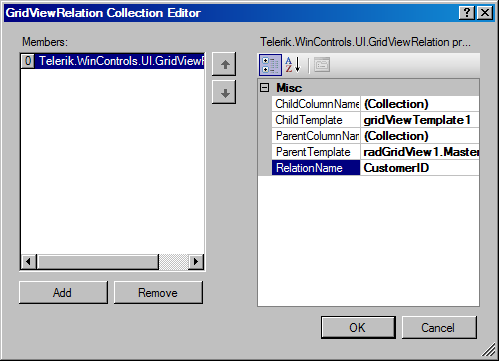 GridViewRelation Collection Editor
Members:
0 Telerik.WinControls.UI.GridViewR
Telerik.WinControls.UI.GridViewRelation pr...
Misc
ChildColumnName (Collection)
ChildTemplate gridViewTemplate1
ParentColumnNam (Collection)
ParentTemplate radGridView1.Master
RelationName CustomerID
Add Remove
OK Cancel